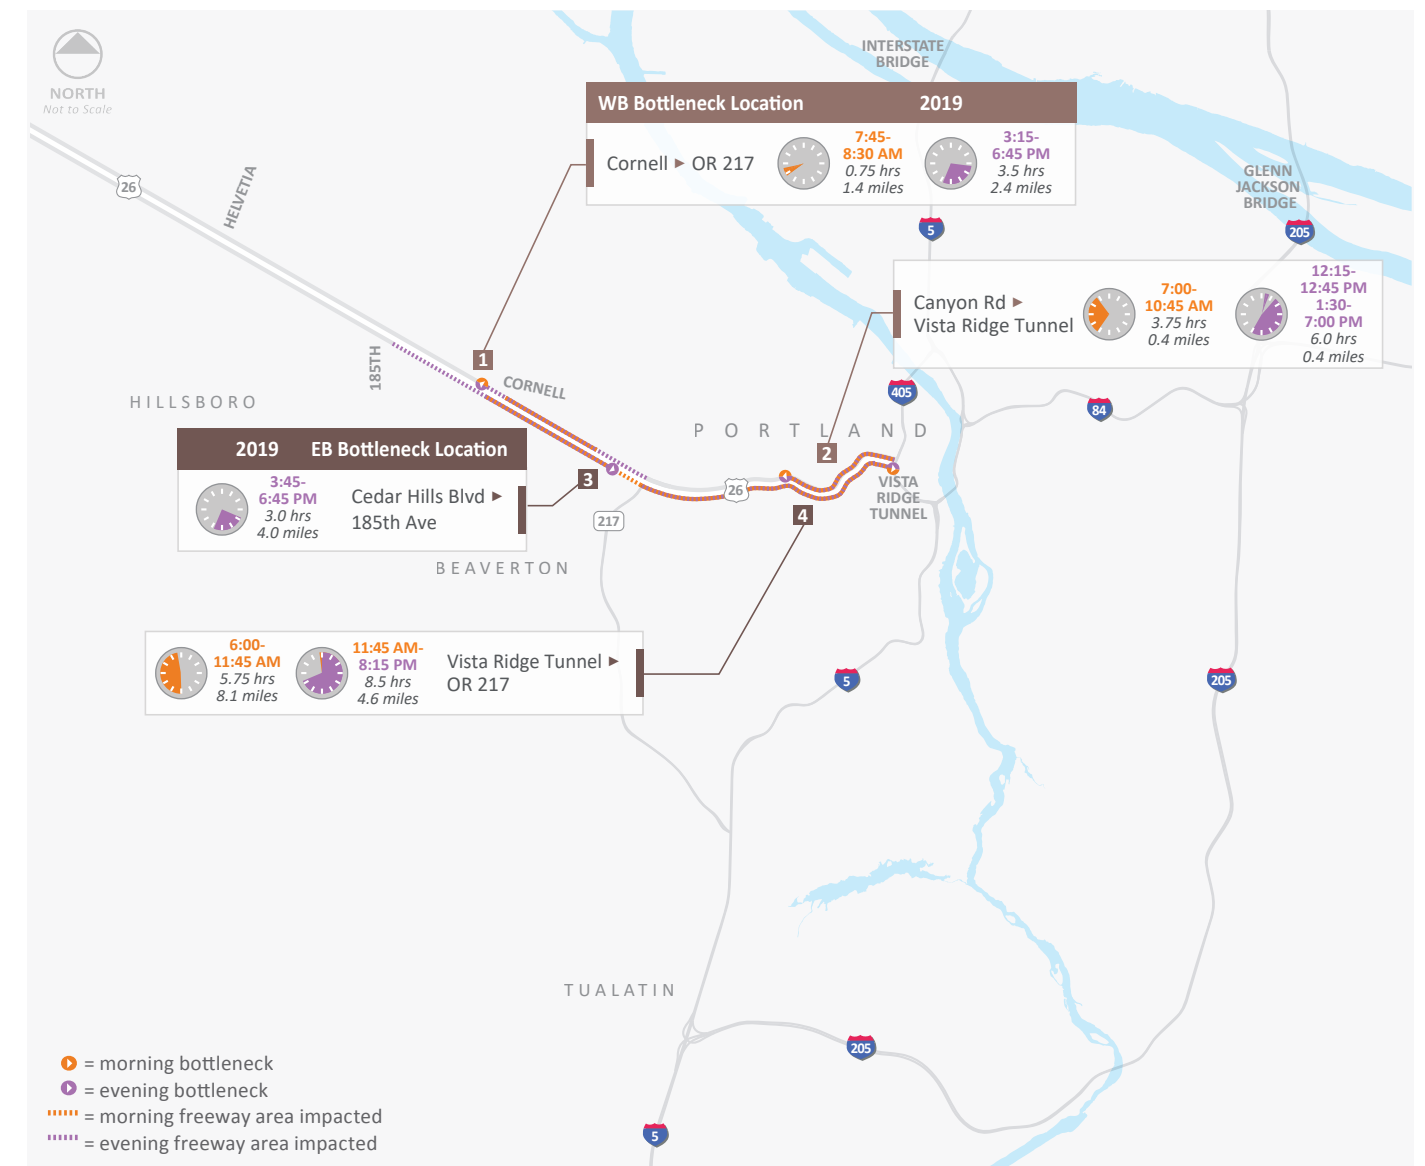 NORTH
Not to Scale
INTERSTATE
BRIDGE
WB Bottleneck Location 2019
Cornell ▸ OR 217
7:45-
8:30 AM
0.75 hrs
1.4 miles
3:15-
6:45 PM
3.5 hrs
2.4 miles
GLENN
JACKSON
BRIDGE
26
HELVETIA
5
205
Canyon Rd ▸
Vista Ridge Tunnel
7:00-
10:45 AM
3.75 hrs
0.4 miles
12:15-
12:45 PM
1:30-
7:00 PM
6.0 hrs
0.4 miles
185TH
1
CORNELL
HILLSBORO
405
84
PORTLAND
2019 EB Bottleneck Location
3:45-
6:45 PM
3.0 hrs
4.0 miles
Cedar Hills Blvd ▸
185th Ave
3
2
26
VISTA
RIDGE
TUNNEL
4
217
BEAVERTON
6:00-
11:45 AM
5.75 hrs
8.1 miles
11:45 AM-
8:15 PM
8.5 hrs
4.6 miles
Vista Ridge Tunnel ▸
OR 217
5
205
TUALATIN
205
5
= morning bottleneck
= evening bottleneck
= morning freeway area impacted
= evening freeway area impacted